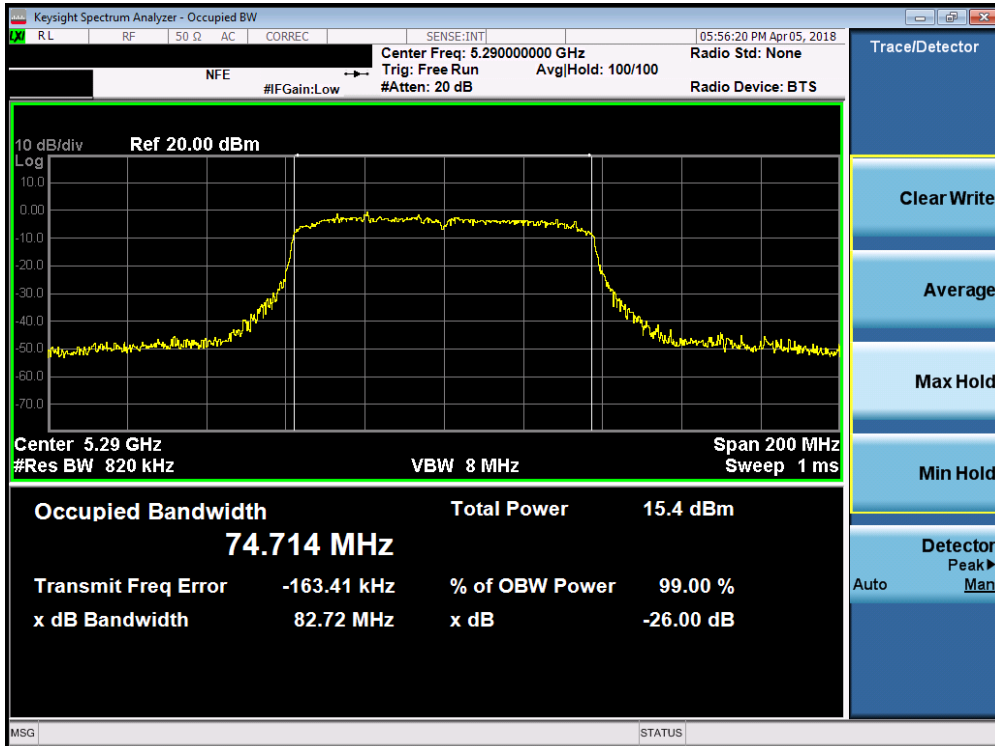 Keysight Spectrum Analyzer - Occupied BW
LXI RL RF 50 Ω AC CORREC SENSE:INT 05:56:20 PM Apr 05, 2018
Center Freq: 5.290000000 GHz Radio Std: None
NFE Trig: Free Run Avg|Hold: 100/100
#IFGain:Low #Atten: 20 dB Radio Device: BTS
Trace/Detector
10 dB/div Ref 20.00 dBm
Log
10.0
0.00
-10.0
-20.0
-30.0
-40.0
-50.0
-60.0
-70.0
Center 5.29 GHz Span 200 MHz
#Res BW 820 kHz VBW 8 MHz Sweep 1 ms
Occupied Bandwidth Total Power 15.4 dBm
74.714 MHz
Transmit Freq Error -163.41 kHz % of OBW Power 99.00 %
x dB Bandwidth 82.72 MHz x dB -26.00 dB
Clear Write
Average
Max Hold
Min Hold
Detector
Peak▶
Auto Man
MSG STATUS